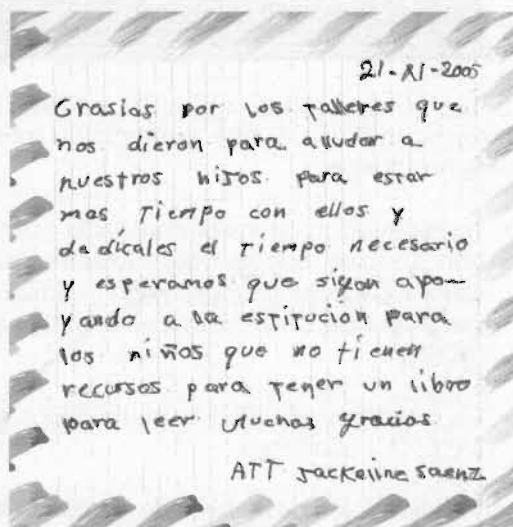 21-XI-2005
Grasias por los talleres que
nos dieron para alludar a
nuestros hijos para estar
mas tiempo con ellos y
dedicales el tiempo necesario
y esperamos que sigan apo-
yando a la estitución para
los niños que no tienen
recursos para tener un libro
para leer Muchas gracias
ATT Jackeline Saenz